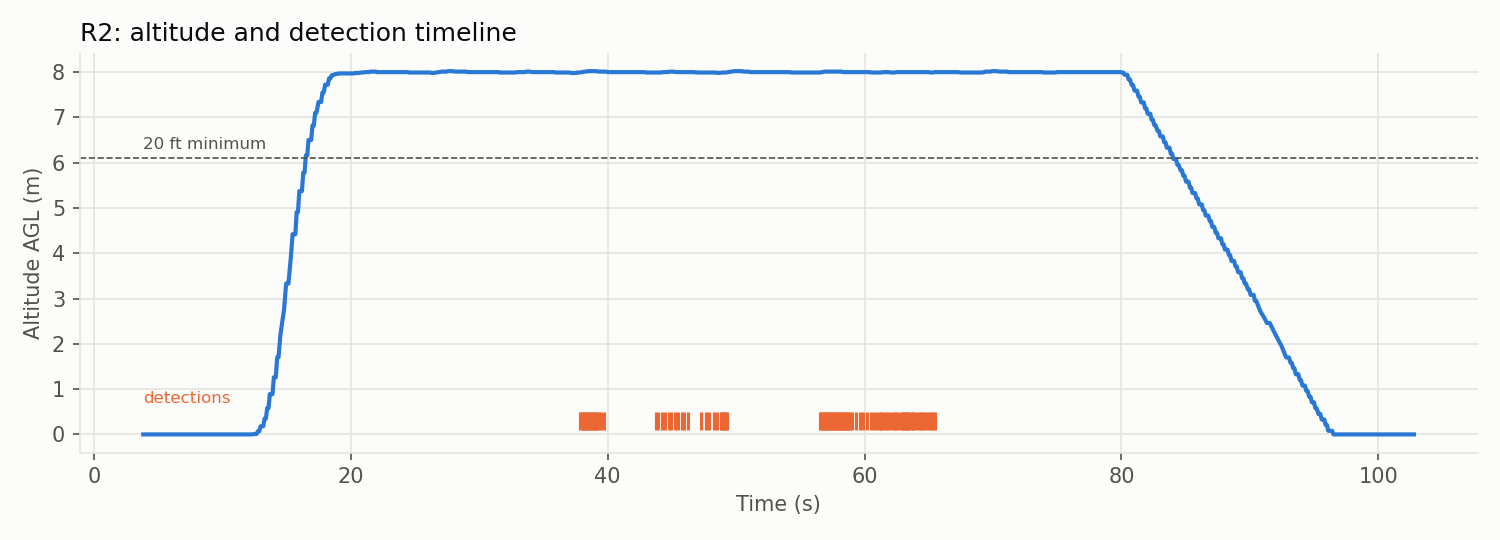 R2: altitude and detection timeline
Altitude AGL (m)
8
7
6
5
4
3
2
1
0
20 ft minimum
detections
0 20 40 60 80 100
Time (s)